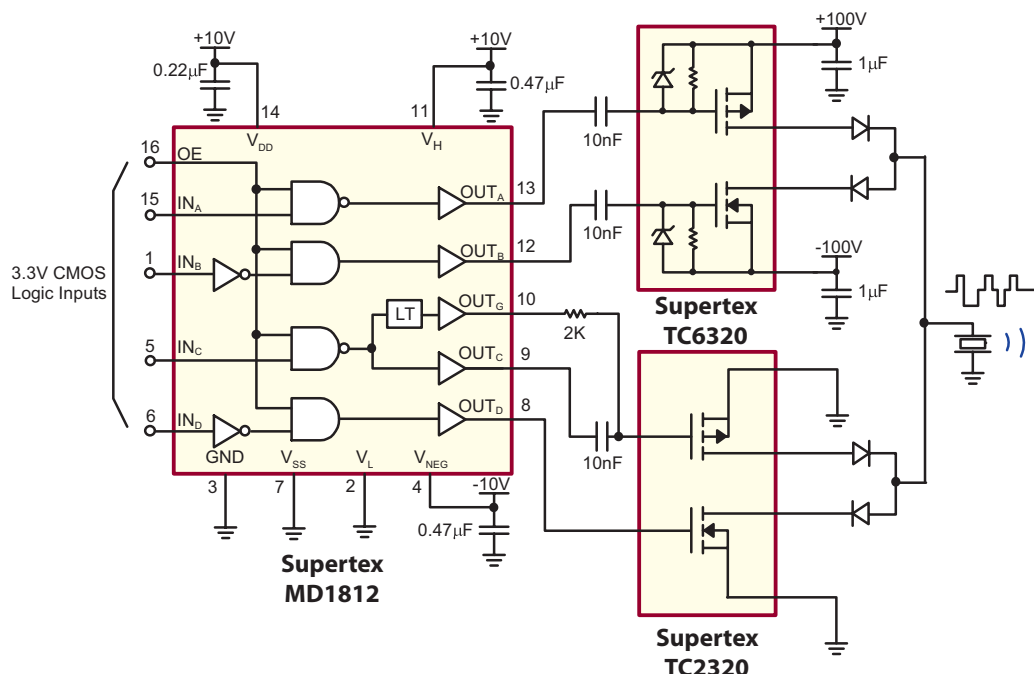 +10V
0.22μF
14
V_DD
+10V
0.47μF
11
V_H
+100V
1μF
16
OE
15
IN_A
1
IN_B
3.3V CMOS
Logic Inputs
5
IN_C
6
IN_D
OUT_A
13
10nF
OUT_B
12
10nF
LT
OUT_G
10
2K
OUT_C
9
OUT_D
8
10nF
-100V
1μF
Supertex
TC6320
GND
3
V_SS
7
V_L
2
V_NEG
4
-10V
0.47μF
Supertex
MD1812
Supertex
TC2320